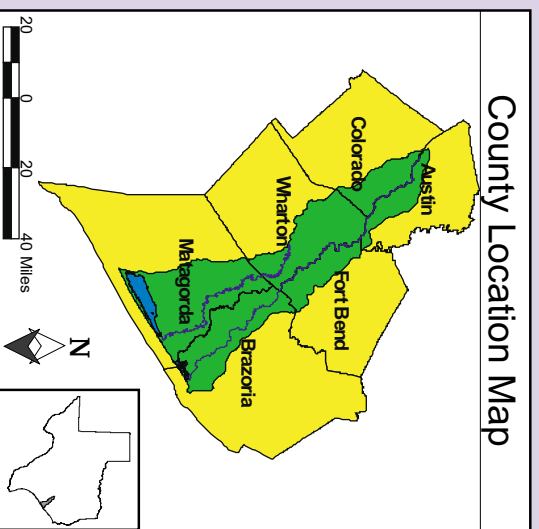 County Location Map
Austin
Colorado
Wharton
Fort Bend
Matagorda
Brazoria
20 0 20 40 Miles
N